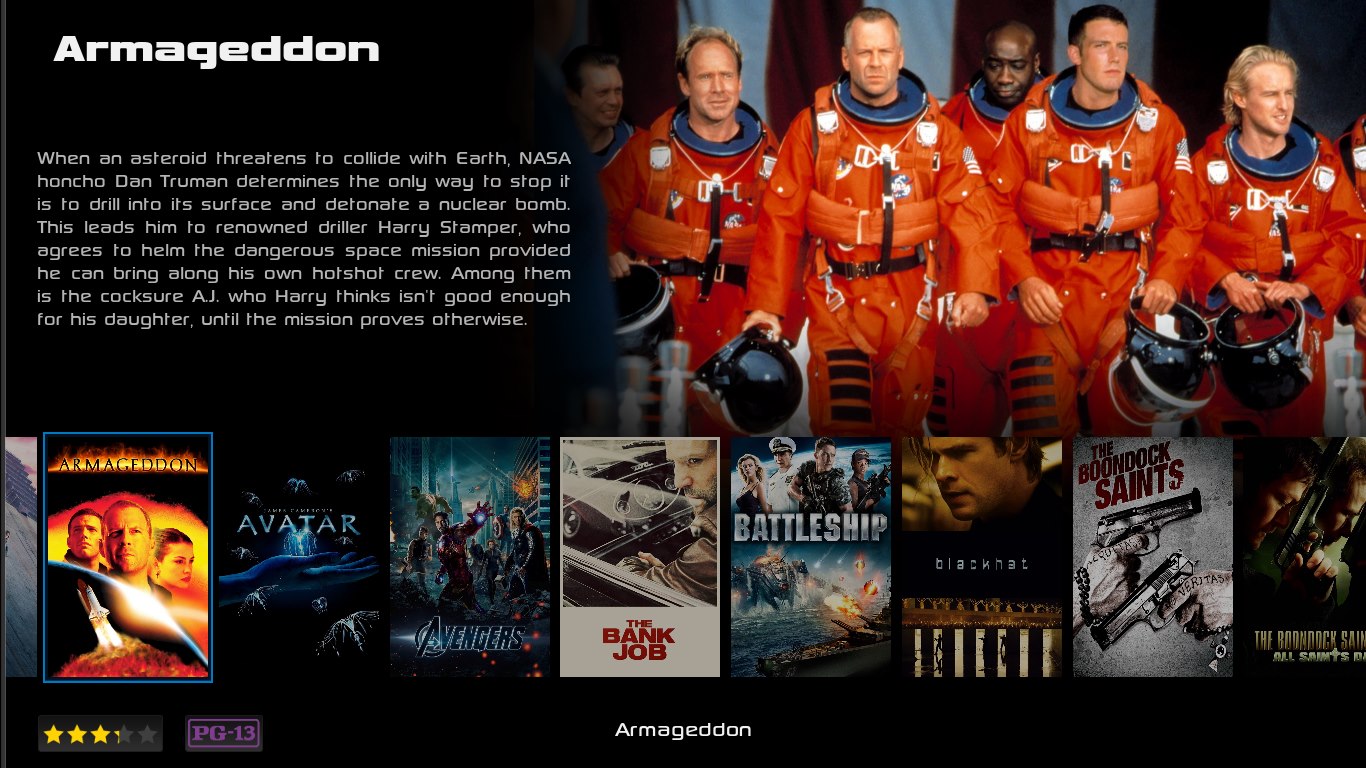 Armageddon
When an asteroid threatens to collide with Earth, NASA
honcho Dan Truman determines the only way to stop it
is to drill into its surface and detonate a nuclear bomb.
This leads him to renowned driller Harry Stamper, who
agrees to helm the dangerous space mission provided
he can bring along his own hotshot crew. Among them
is the cocksure A.J. who Harry thinks isn't good enough
for his daughter, until the mission proves otherwise.
ARMAGEDDON
JAMES CAMERON'S
AVATAR
AVENGERS
THE
BANK
JOB
BATTLESHIP
blackhat
THE
BOONDOCK
SAINTS
VERITAS
THE BOONDOCK
ALL SAINTS
PG-13
Armageddon